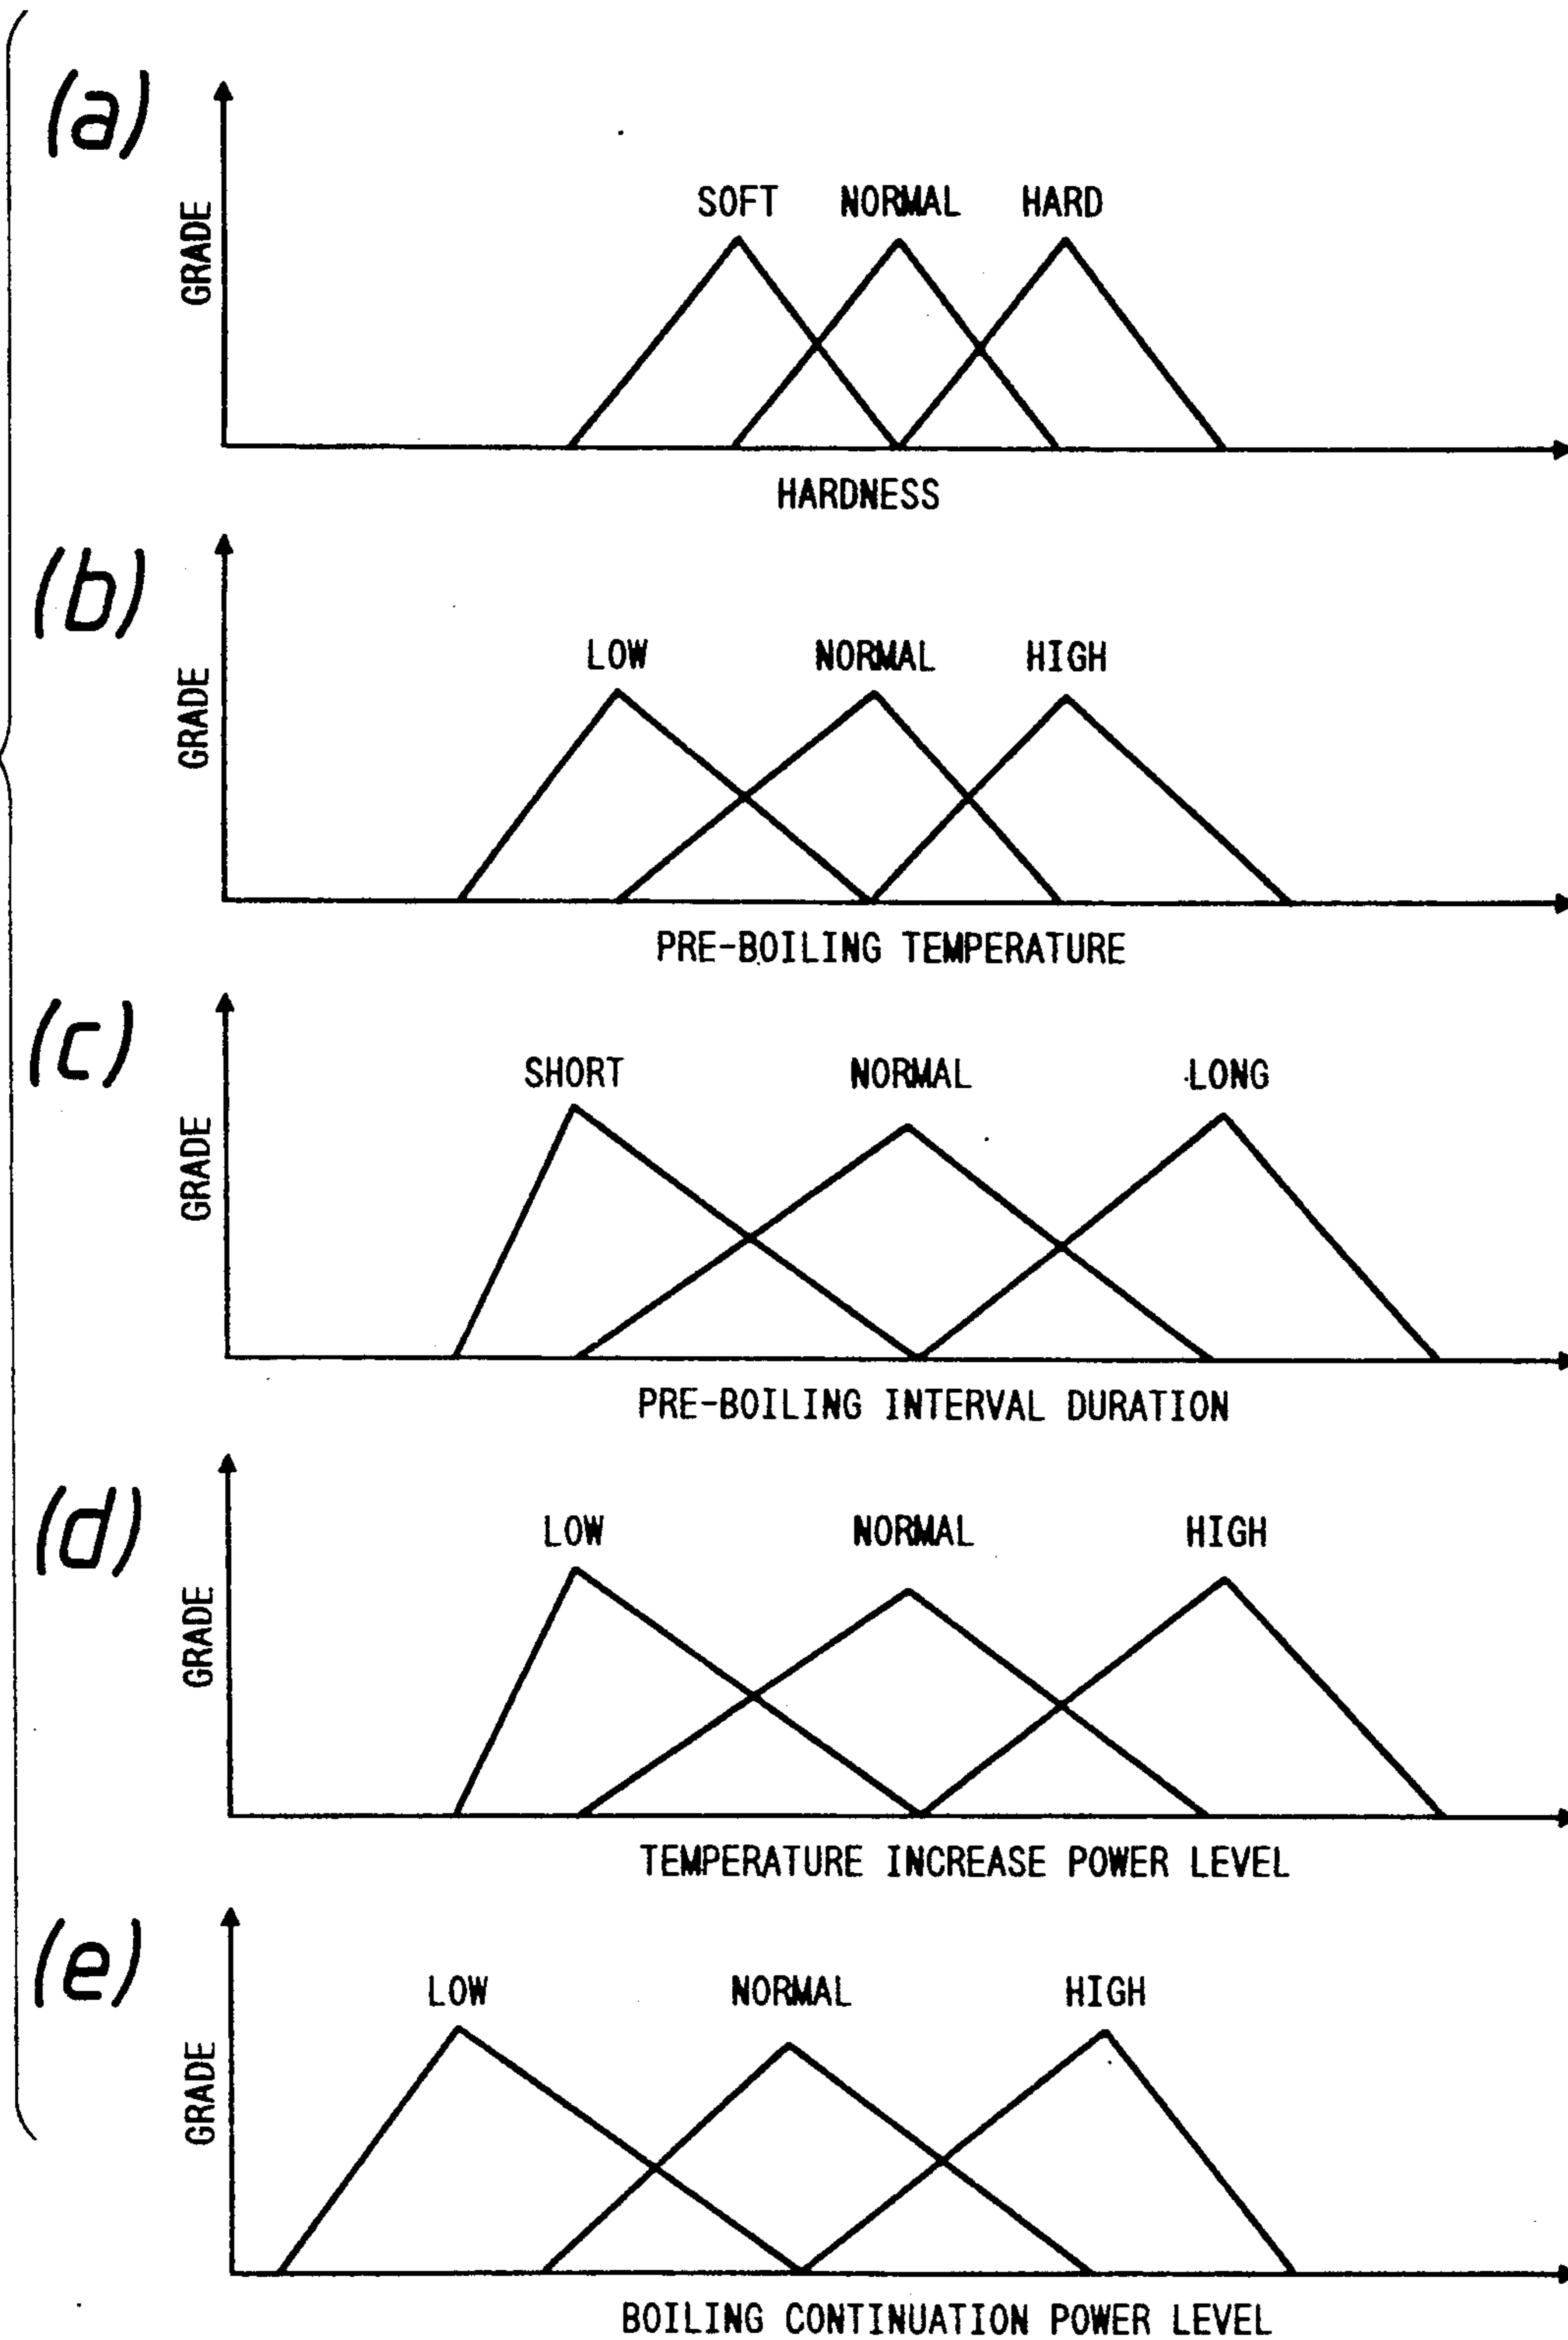 (a)
SOFT NORMAL HARD
GRADE
HARDNESS
(b)
LOW NORMAL HIGH
GRADE
PRE-BOILING TEMPERATURE
(c)
SHORT NORMAL LONG
GRADE
PRE-BOILING INTERVAL DURATION
(d)
LOW NORMAL HIGH
GRADE
TEMPERATURE INCREASE POWER LEVEL
(e)
LOW NORMAL HIGH
GRADE
BOILING CONTINUATION POWER LEVEL